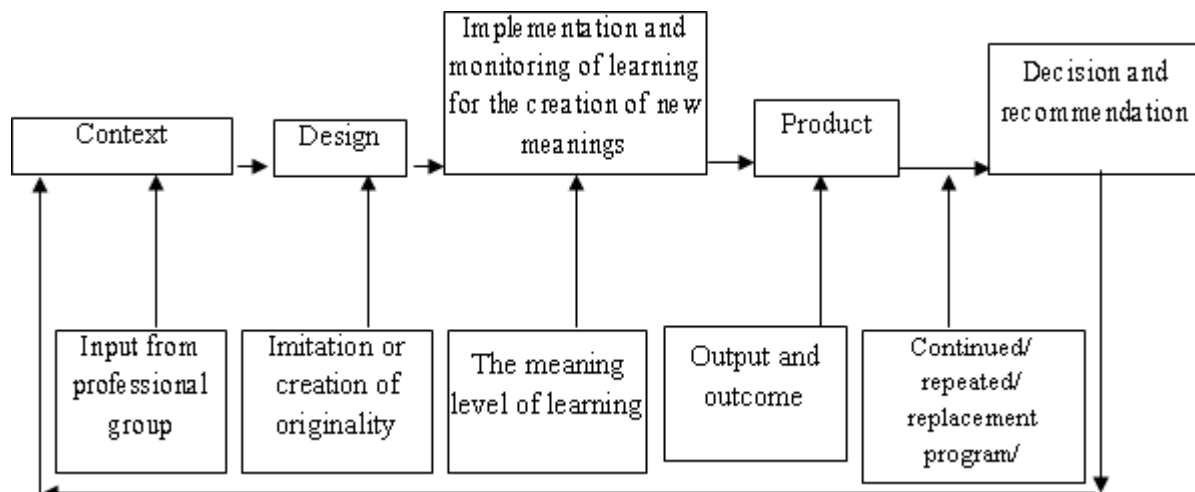 Context
Design
Implementation and
monitoring of learning
for the creation of new
meanings
Product
Decision and
recommendation
Input from
professional
group
Imitation or
creation of
originality
The meaning
level of learning
Output and
outcome
Continued/
repeated/
replacement
program/